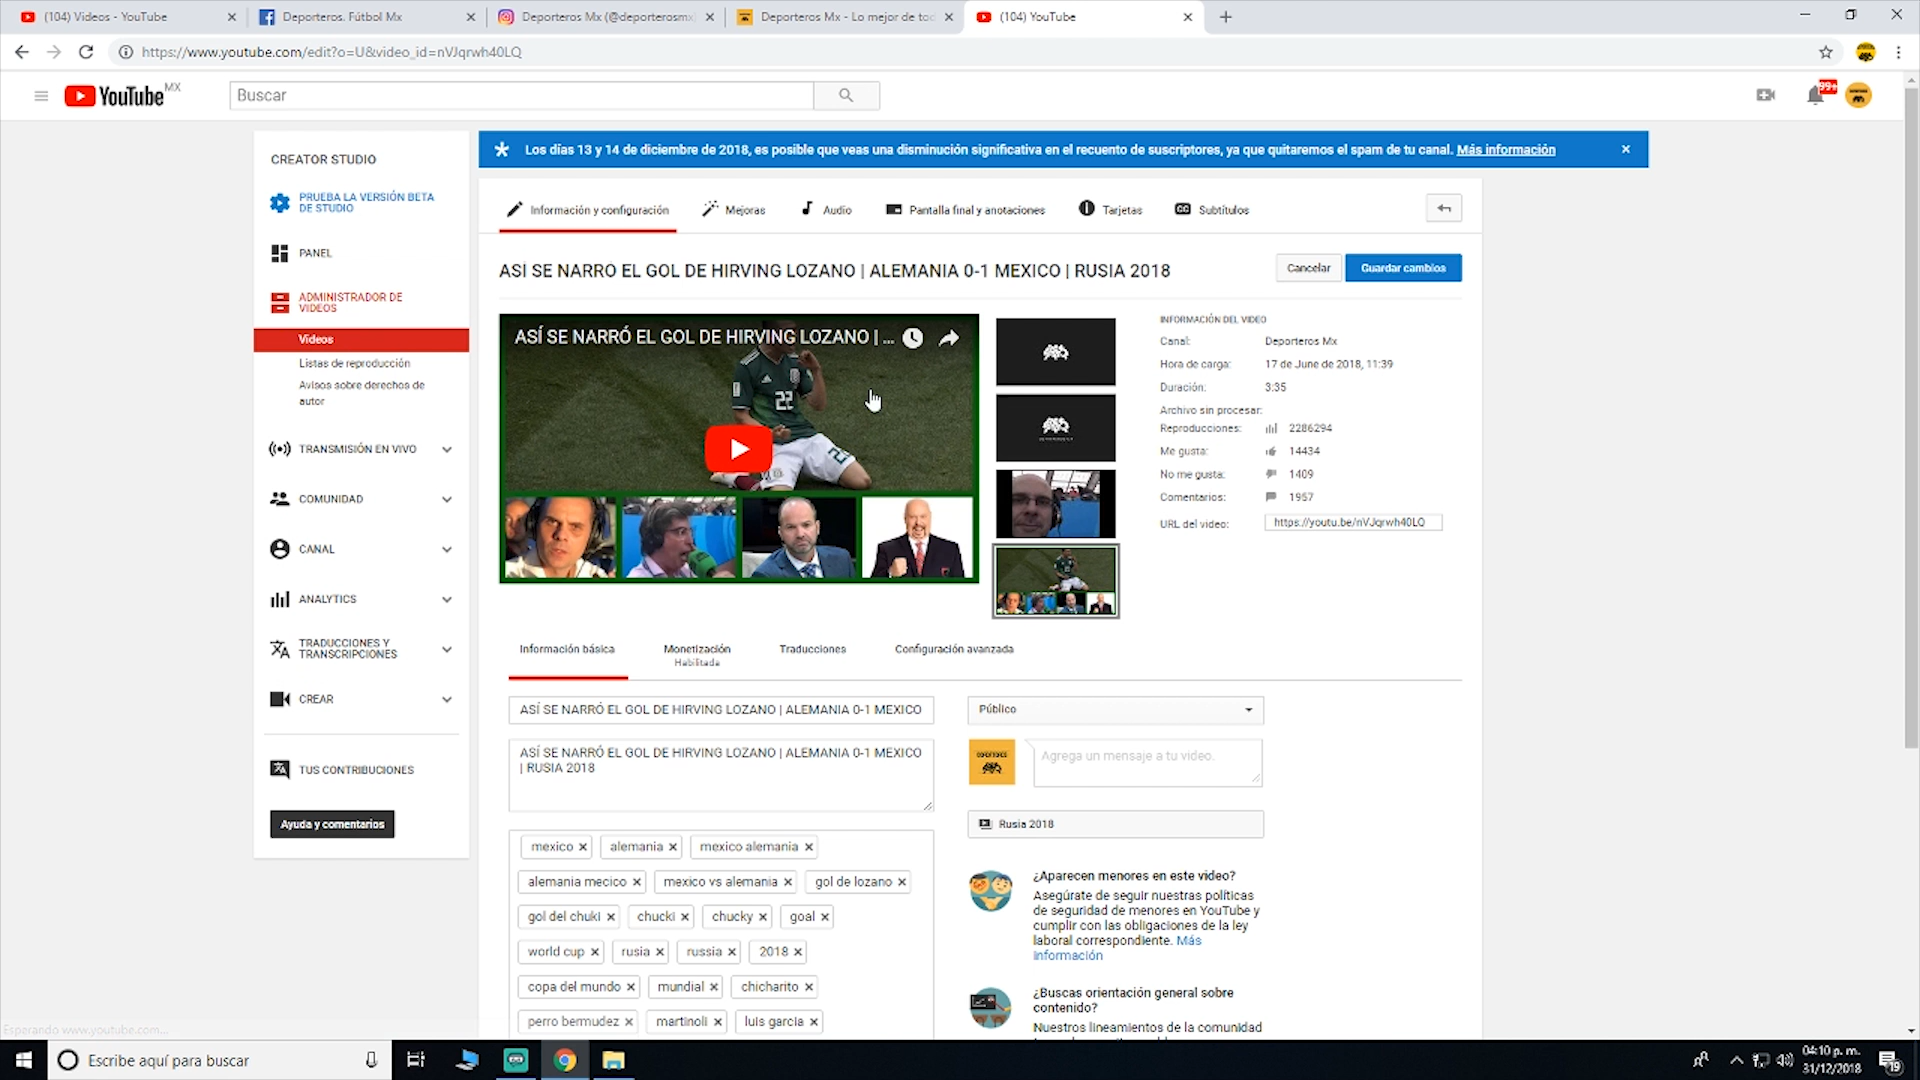 (104) Videos - YouTube
Deporteros. Fútbol Mx
Deporteros Mx (@deporterosmx
Deporteros Mx - Lo mejor de tod
(104) YouTube
https://www.youtube.com/edit?o=U&video_id=nVJqrwh40LQ
YouTube MX
Buscar
99+
CREATOR STUDIO
PRUEBA LA VERSIÓN BETA
DE STUDIO
PANEL
ADMINISTRADOR DE
VIDEOS
Videos
Listas de reproducción
Avisos sobre derechos de
autor
TRANSMISIÓN EN VIVO
COMUNIDAD
CANAL
ANALYTICS
TRADUCCIONES Y
TRANSCRIPCIONES
CREAR
TUS CONTRIBUCIONES
Ayuda y comentarios
Los días 13 y 14 de diciembre de 2018, es posible que veas una disminución significativa en el recuento de suscriptores, ya que quitaremos el spam de tu canal. Más información
Información y configuración
Mejoras
Audio
Pantalla final y anotaciones
Tarjetas
CC Subtítulos
ASÍ SE NARRÓ EL GOL DE HIRVING LOZANO | ALEMANIA 0-1 MEXICO | RUSIA 2018
Cancelar
Guardar cambios
ASÍ SE NARRÓ EL GOL DE HIRVING LOZANO | ...
22
INFORMACIÓN DEL VIDEO
Canal: Deporteros Mx
Hora de carga: 17 de June de 2018, 11:39
Duración: 3:35
Archivo sin procesar:
Reproducciones: 2286294
Me gusta: 14434
No me gusta: 1409
Comentarios: 1957
URL del video: https://youtu.be/nVJqrwh40LQ
Información básica
Monetización
Habilitada
Traducciones
Configuración avanzada
ASÍ SE NARRÓ EL GOL DE HIRVING LOZANO | ALEMANIA 0-1 MEXICO
ASÍ SE NARRÓ EL GOL DE HIRVING LOZANO | ALEMANIA 0-1 MEXICO
| RUSIA 2018
mexico alemania mexico alemania
alemania mecico mexico vs alemania gol de lozano
gol del chuki chucki chucky goal
world cup rusia russia 2018
copa del mundo mundial chicharito
perro bermudez martinoli luis garcia
Público
DEPORTEROS
Agrega un mensaje a tu video.
Rusia 2018
¿Aparecen menores en este video?
Asegúrate de seguir nuestras políticas
de seguridad de menores en YouTube y
cumplir con las obligaciones de la ley
laboral correspondiente. Más
información
¿Buscas orientación general sobre
contenido?
Nuestros lineamientos de la comunidad
Esperando www.youtube.com...
Escribe aquí para buscar
04:10 p. m.
31/12/2018
19